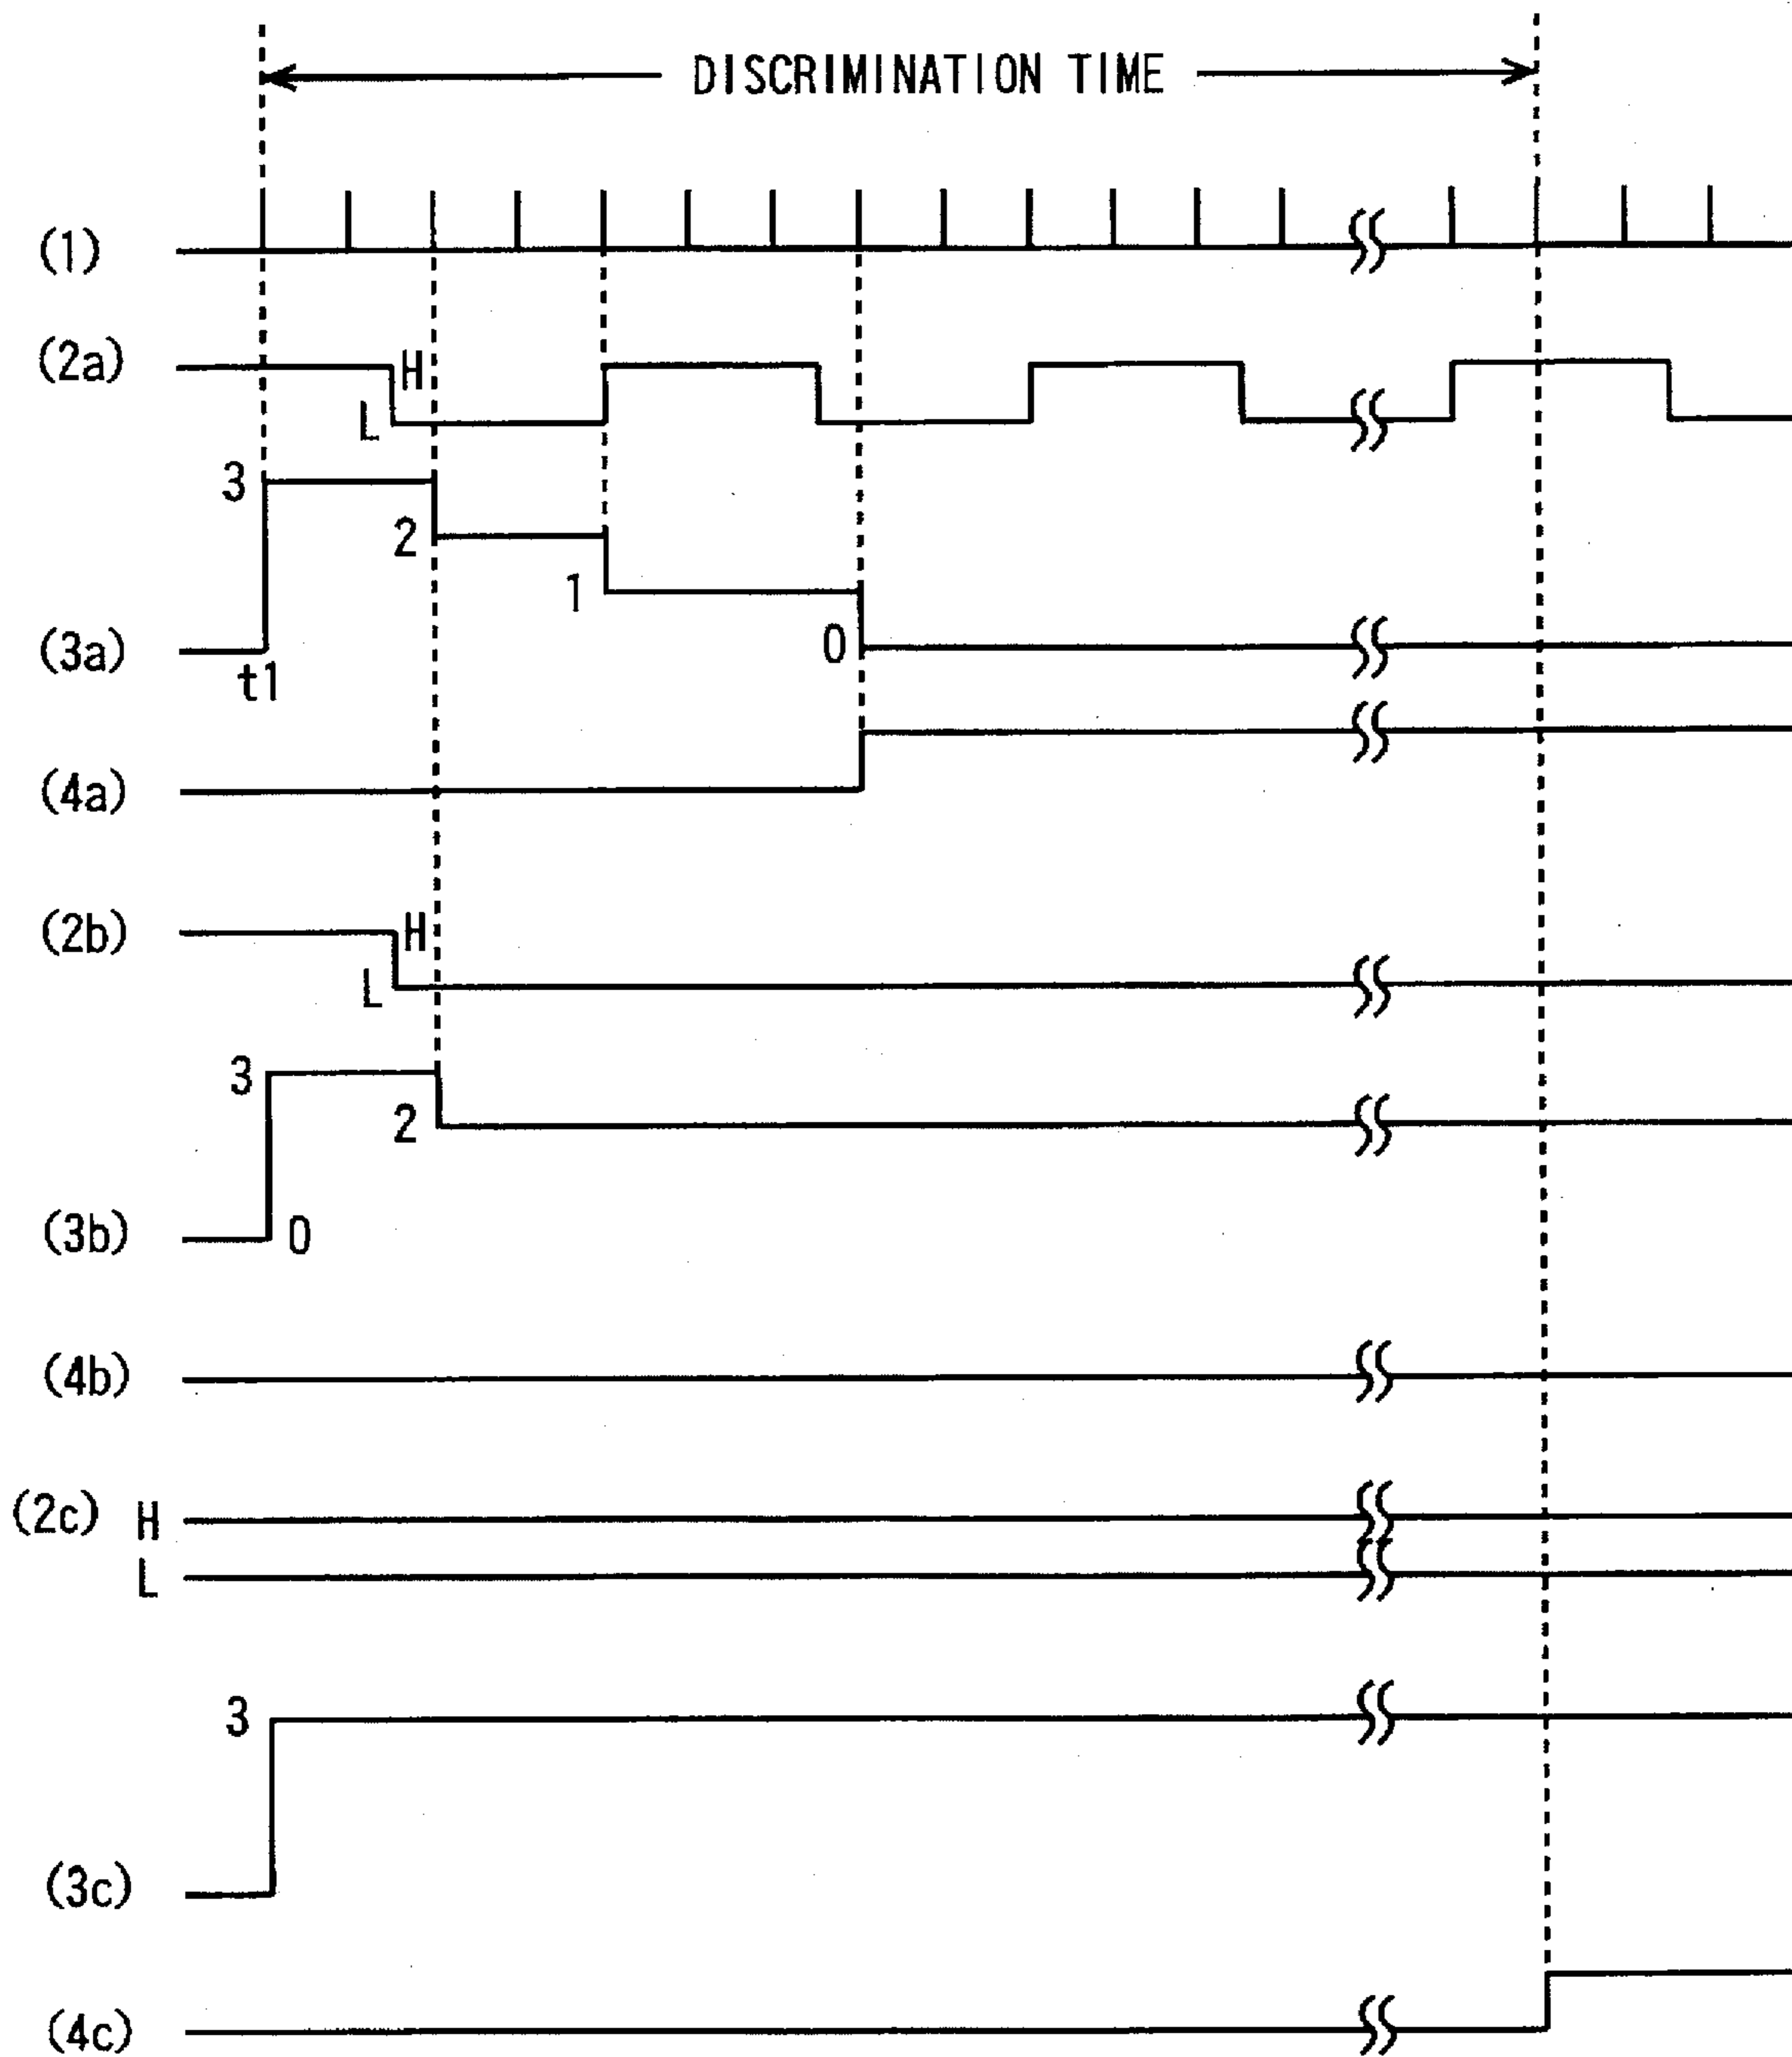 DISCRIMINATION TIME
(1)
(2a) H
L
3
2
1
0
(3a)
t1
(4a)
(2b) H
L
3
2
(3b) 0
(4b)
(2c) H
L
3
(3c)
(4c)